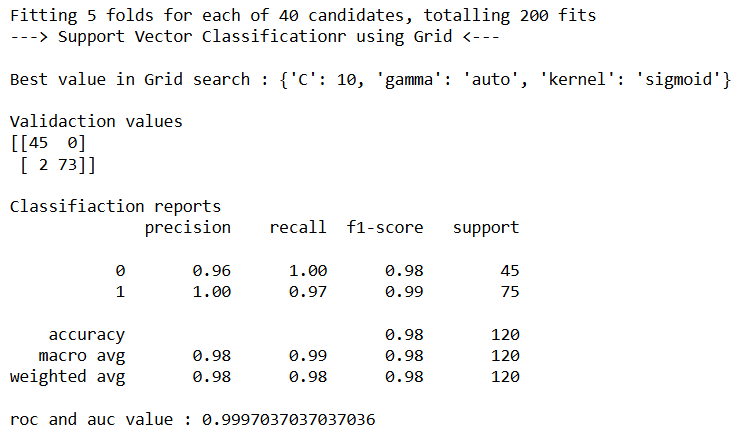 Fitting 5 folds for each of 40 candidates, totalling 200 fits
---> Support Vector Classificationr using Grid <---
Best value in Grid search : {'C': 10, 'gamma': 'auto', 'kernel': 'sigmoid'}
Validaction values
[[45  0]
 [ 2 73]]
Classifiaction reports
              precision    recall  f1-score   support
           0       0.96      1.00      0.98        45
           1       1.00      0.97      0.99        75
    accuracy                           0.98       120
   macro avg       0.98      0.99      0.98       120
weighted avg       0.98      0.98      0.98       120
roc and auc value : 0.9997037037037036